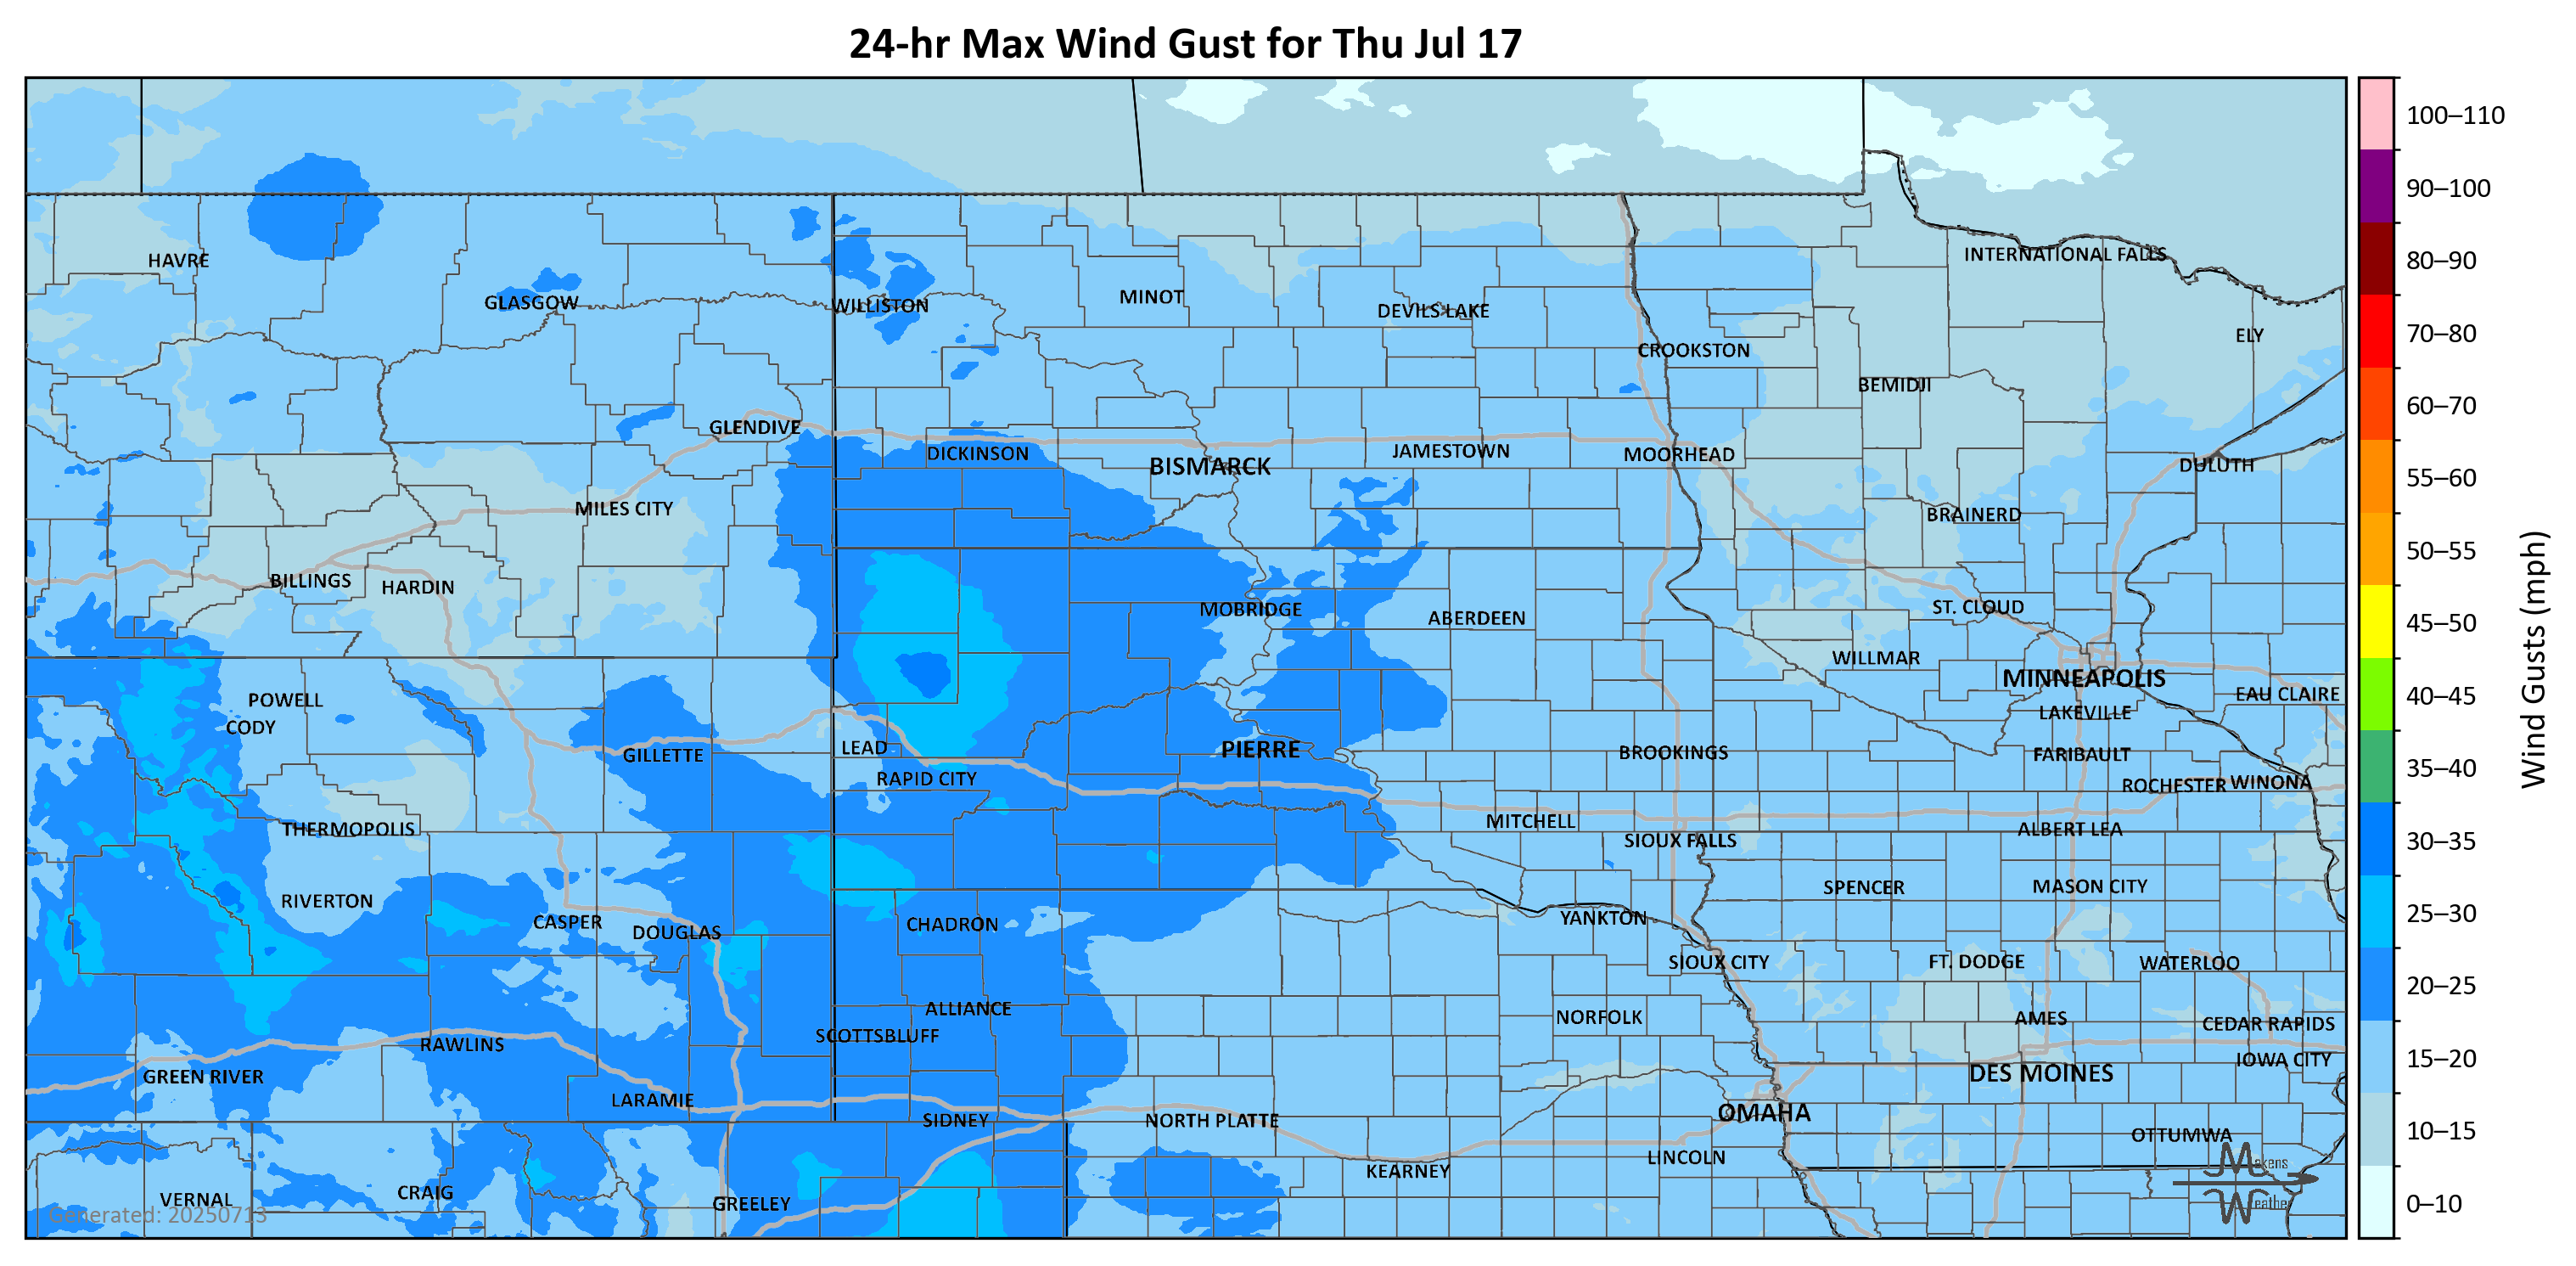 24-hr Max Wind Gust for Thu Jul 17
100–110
90–100
80–90
70–80
60–70
55–60
50–55
45–50
40–45
35–40
30–35
25–30
20–25
15–20
10–15
0–10
Wind Gusts (mph)
HAVRE
INTERNATIONAL FALLS
GLASGOW
WILLISTON
MINOT
DEVILS LAKE
ELY
CROOKSTON
BEMIDJI
GLENDIVE
DICKINSON
BISMARCK
JAMESTOWN
MOORHEAD
DULUTH
MILES CITY
BRAINERD
BILLINGS
HARDIN
MOBRIDGE
ABERDEEN
ST. CLOUD
WILLMAR
MINNEAPOLIS
EAU CLAIRE
POWELL
CODY
LAKEVILLE
GILLETTE
LEAD
PIERRE
BROOKINGS
FARIBAULT
RAPID CITY
ROCHESTER
WINONA
THERMOPOLIS
MITCHELL
SIOUX FALLS
ALBERT LEA
RIVERTON
SPENCER
MASON CITY
CASPER
DOUGLAS
CHADRON
YANKTON
SIOUX CITY
FT. DODGE
WATERLOO
ALLIANCE
SCOTTSBLUFF
NORFOLK
AMES
CEDAR RAPIDS
RAWLINS
IOWA CITY
GREEN RIVER
DES MOINES
LARAMIE
SIDNEY
NORTH PLATTE
OMAHA
OTTUMWA
KEARNEY
LINCOLN
VERNAL
CRAIG
GREELEY
Generated: 20250713
Makens
Weather